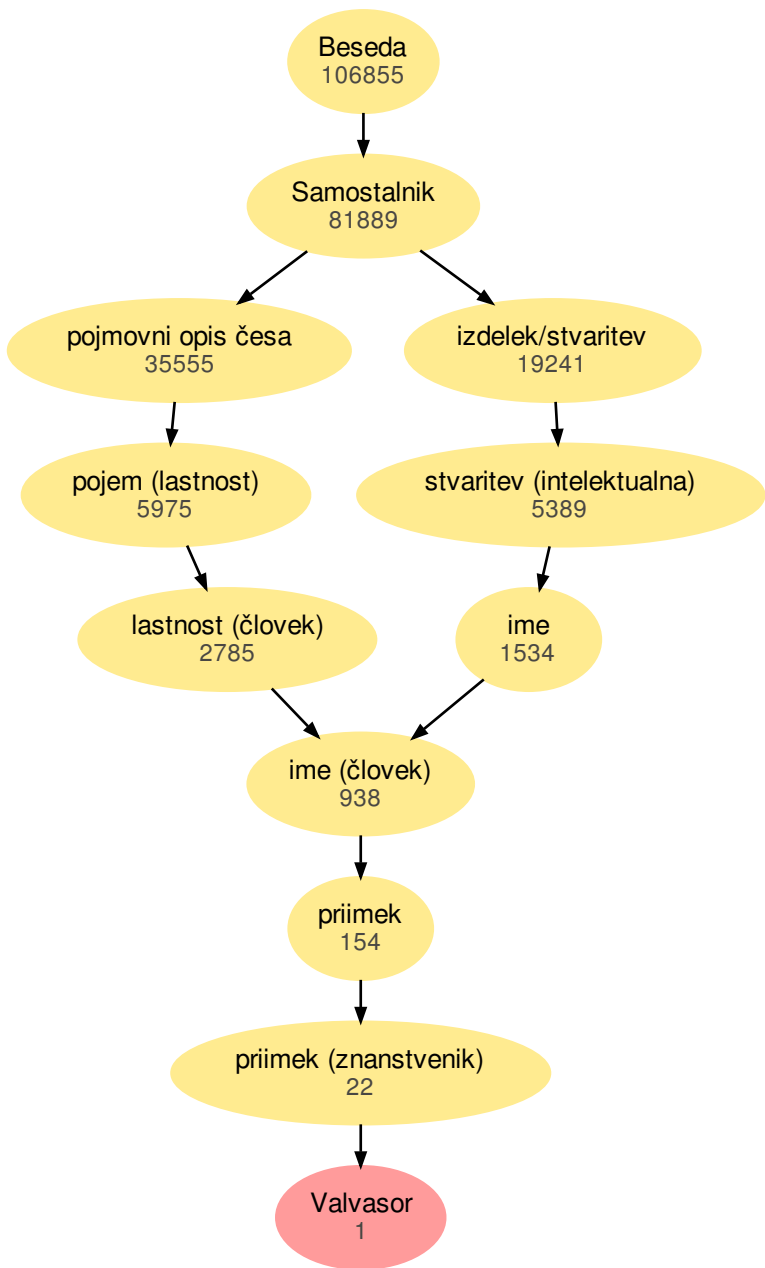 Beseda
106855
Samostalnik
81889
pojmovni opis česa
35555
izdelek/stvaritev
19241
pojem (lastnost)
5975
stvaritev (intelektualna)
5389
lastnost (človek)
2785
ime
1534
ime (človek)
938
priimek
154
priimek (znanstvenik)
22
Valvasor
1